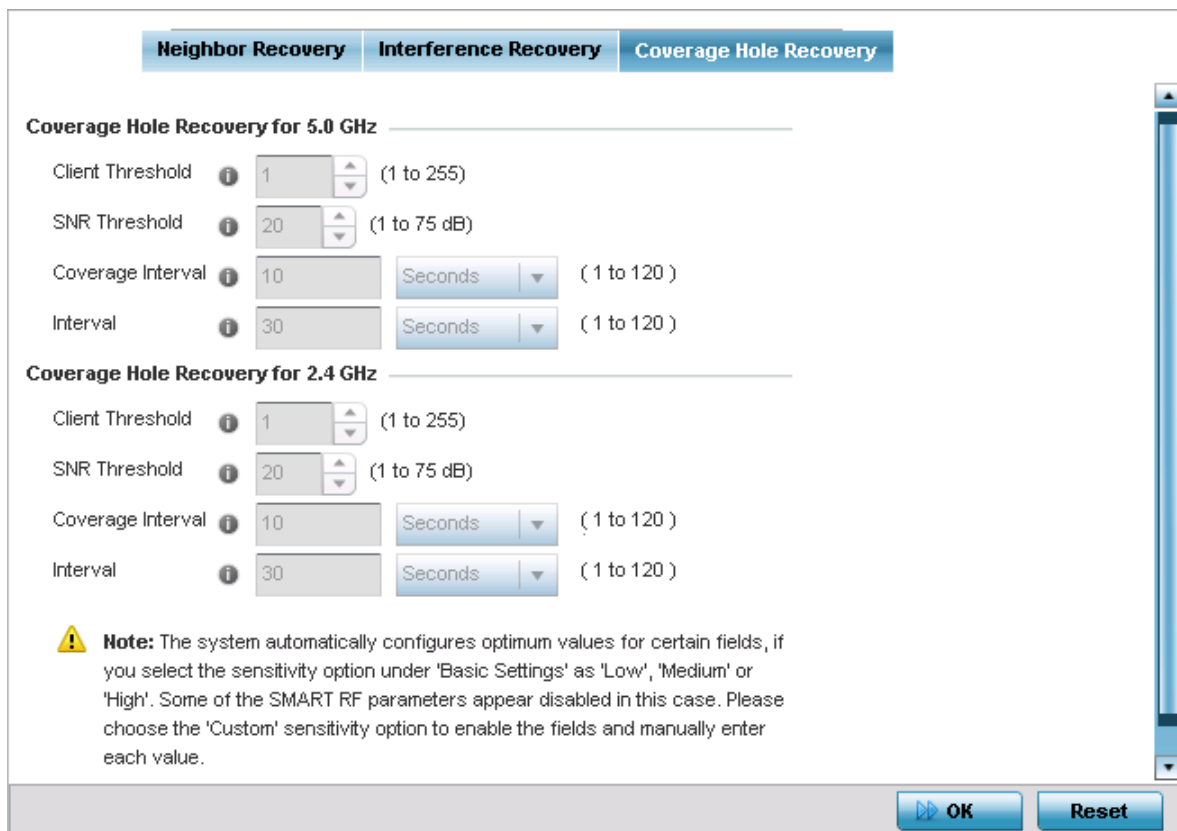 Neighbor Recovery Interference Recovery Coverage Hole Recovery
Coverage Hole Recovery for 5.0 GHz
Client Threshold 1 (1 to 255)
SNR Threshold 20 (1 to 75 dB)
Coverage Interval 10 Seconds ( 1 to 120 )
Interval 30 Seconds ( 1 to 120 )
Coverage Hole Recovery for 2.4 GHz
Client Threshold 1 (1 to 255)
SNR Threshold 20 (1 to 75 dB)
Coverage Interval 10 Seconds ( 1 to 120 )
Interval 30 Seconds ( 1 to 120 )
Note: The system automatically configures optimum values for certain fields, if
you select the sensitivity option under 'Basic Settings' as 'Low', 'Medium' or
'High'. Some of the SMART RF parameters appear disabled in this case. Please
choose the 'Custom' sensitivity option to enable the fields and manually enter
each value.
OK Reset